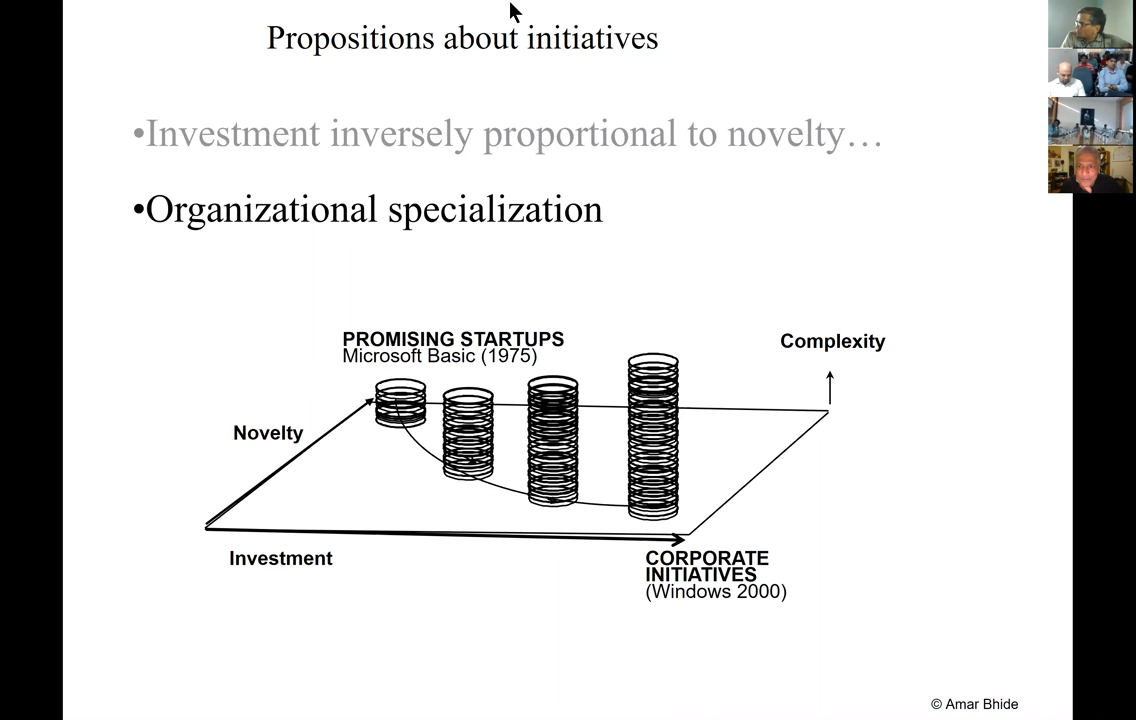 Propositions about initiatives
•Investment inversely proportional to novelty…
•Organizational specialization
PROMISING STARTUPS
Microsoft Basic (1975)
Complexity
Novelty
Investment
CORPORATE
INITIATIVES
(Windows 2000)
© Amar Bhide